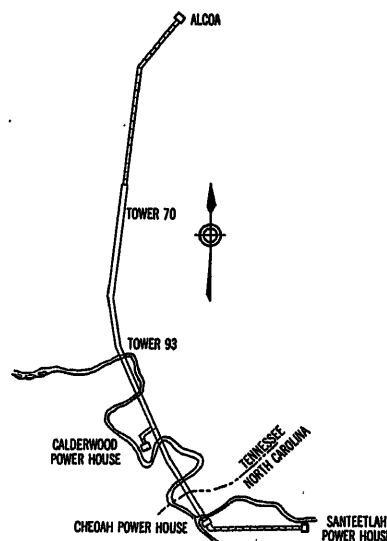 ALCOA
TOWER 70
TOWER 93
CALDERWOOD
POWER HOUSE
TENNESSEE
NORTH CAROLINA
CHEOAH POWER HOUSE
SANTEETLAH
POWER HOUSE